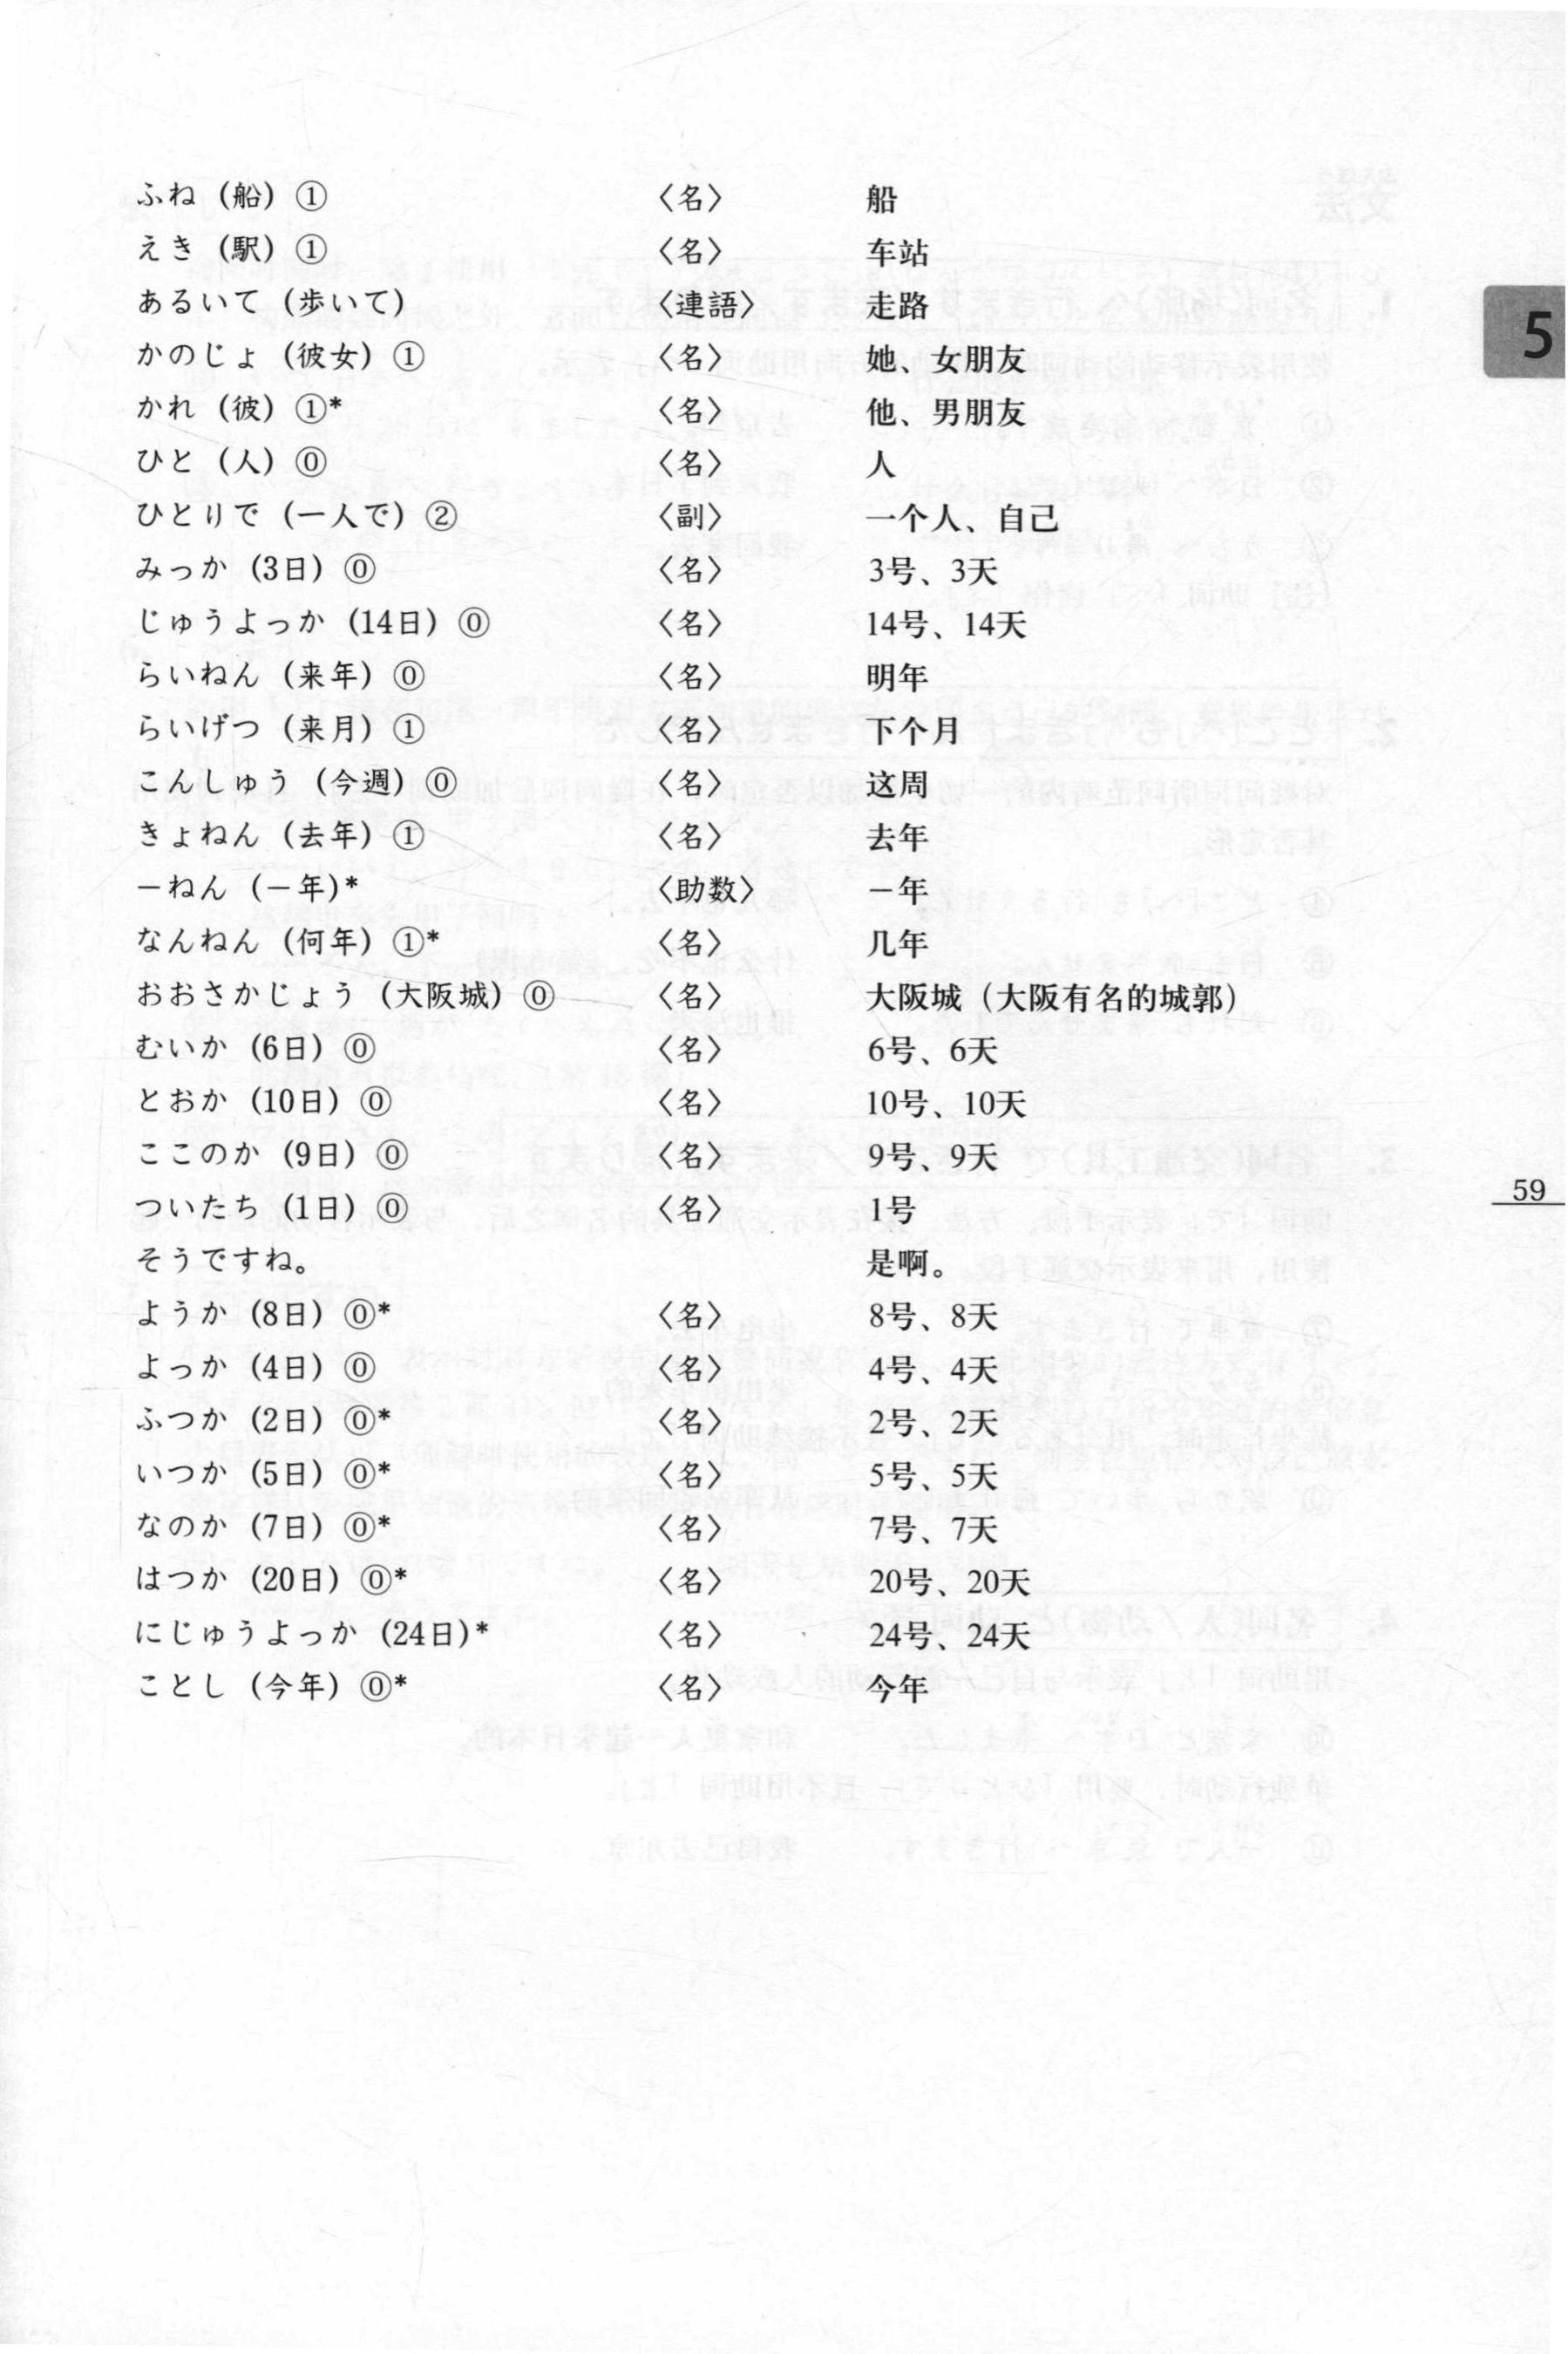 ふね（船）① 〈名〉 船
えき（駅）① 〈名〉 车站
あるいて（歩いて） 〈連語〉 走路
かのじょ（彼女）① 〈名〉 她、女朋友
かれ（彼）①* 〈名〉 他、男朋友
ひと（人）⓪ 〈名〉 人
ひとりで（一人で）② 〈副〉 一个人、自己
みっか（3日）⓪ 〈名〉 3号、3天
じゅうよっか（14日）⓪ 〈名〉 14号、14天
らいねん（来年）⓪ 〈名〉 明年
らいげつ（来月）① 〈名〉 下个月
こんしゅう（今週）⓪ 〈名〉 这周
きょねん（去年）① 〈名〉 去年
－ねん（－年）* 〈助数〉 －年
なんねん（何年）①* 〈名〉 几年
おおさかじょう（大阪城）⓪ 〈名〉 大阪城（大阪有名的城郭）
むいか（6日）⓪ 〈名〉 6号、6天
とおか（10日）⓪ 〈名〉 10号、10天
ここのか（9日）⓪ 〈名〉 9号、9天
ついたち（1日）⓪ 〈名〉 1号
そうですね。 是啊。
ようか（8日）⓪* 〈名〉 8号、8天
よっか（4日）⓪ 〈名〉 4号、4天
ふつか（2日）⓪* 〈名〉 2号、2天
いつか（5日）⓪* 〈名〉 5号、5天
なのか（7日）⓪* 〈名〉 7号、7天
はつか（20日）⓪* 〈名〉 20号、20天
にじゅうよっか（24日）* 〈名〉 24号、24天
ことし（今年）⓪* 〈名〉 今年
5
59